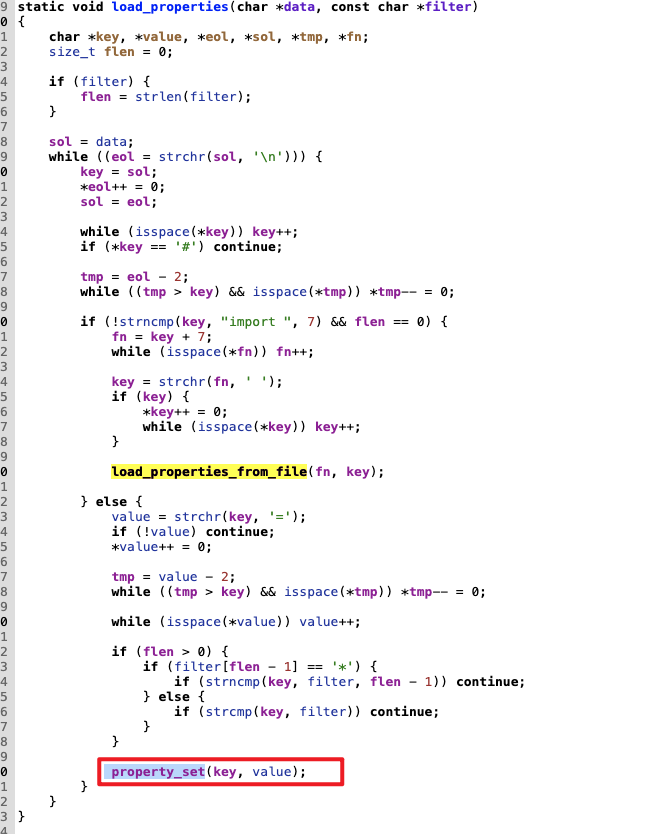 9 static void load_properties(char *data, const char *filter)
0 {
1     char *key, *value, *eol, *sol, *tmp, *fn;
2     size_t flen = 0;
3
4     if (filter) {
5         flen = strlen(filter);
6     }
7
8     sol = data;
9     while ((eol = strchr(sol, '\n'))) {
0         key = sol;
1         *eol++ = 0;
2         sol = eol;
3
4         while (isspace(*key)) key++;
5         if (*key == '#') continue;
6
7         tmp = eol - 2;
8         while ((tmp > key) && isspace(*tmp)) *tmp-- = 0;
9
0         if (!strncmp(key, "import ", 7) && flen == 0) {
1             fn = key + 7;
2             while (isspace(*fn)) fn++;
3
4             key = strchr(fn, ' ');
5             if (key) {
6                 *key++ = 0;
7                 while (isspace(*key)) key++;
8             }
9
0             load_properties_from_file(fn, key);
1
2         } else {
3             value = strchr(key, '=');
4             if (!value) continue;
5             *value++ = 0;
6
7             tmp = value - 2;
8             while ((tmp > key) && isspace(*tmp)) *tmp-- = 0;
9
0             while (isspace(*value)) value++;
1
2             if (flen > 0) {
3                 if (filter[flen - 1] == '*') {
4                     if (strncmp(key, filter, flen - 1)) continue;
5                 } else {
6                     if (strcmp(key, filter)) continue;
7                 }
8             }
9
0             property_set(key, value);
1         }
2     }
3 }
4